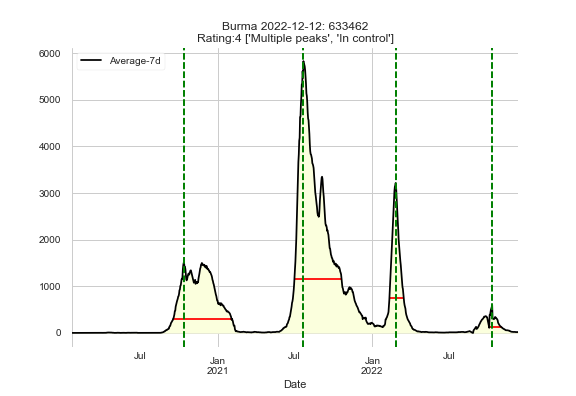 Burma 2022-12-12: 633462
Rating:4 ['Multiple peaks', 'In control']
Average-7d
6000
5000
4000
3000
2000
1000
0
Jul
Jan
2021
Jul
Jan
2022
Jul
Date